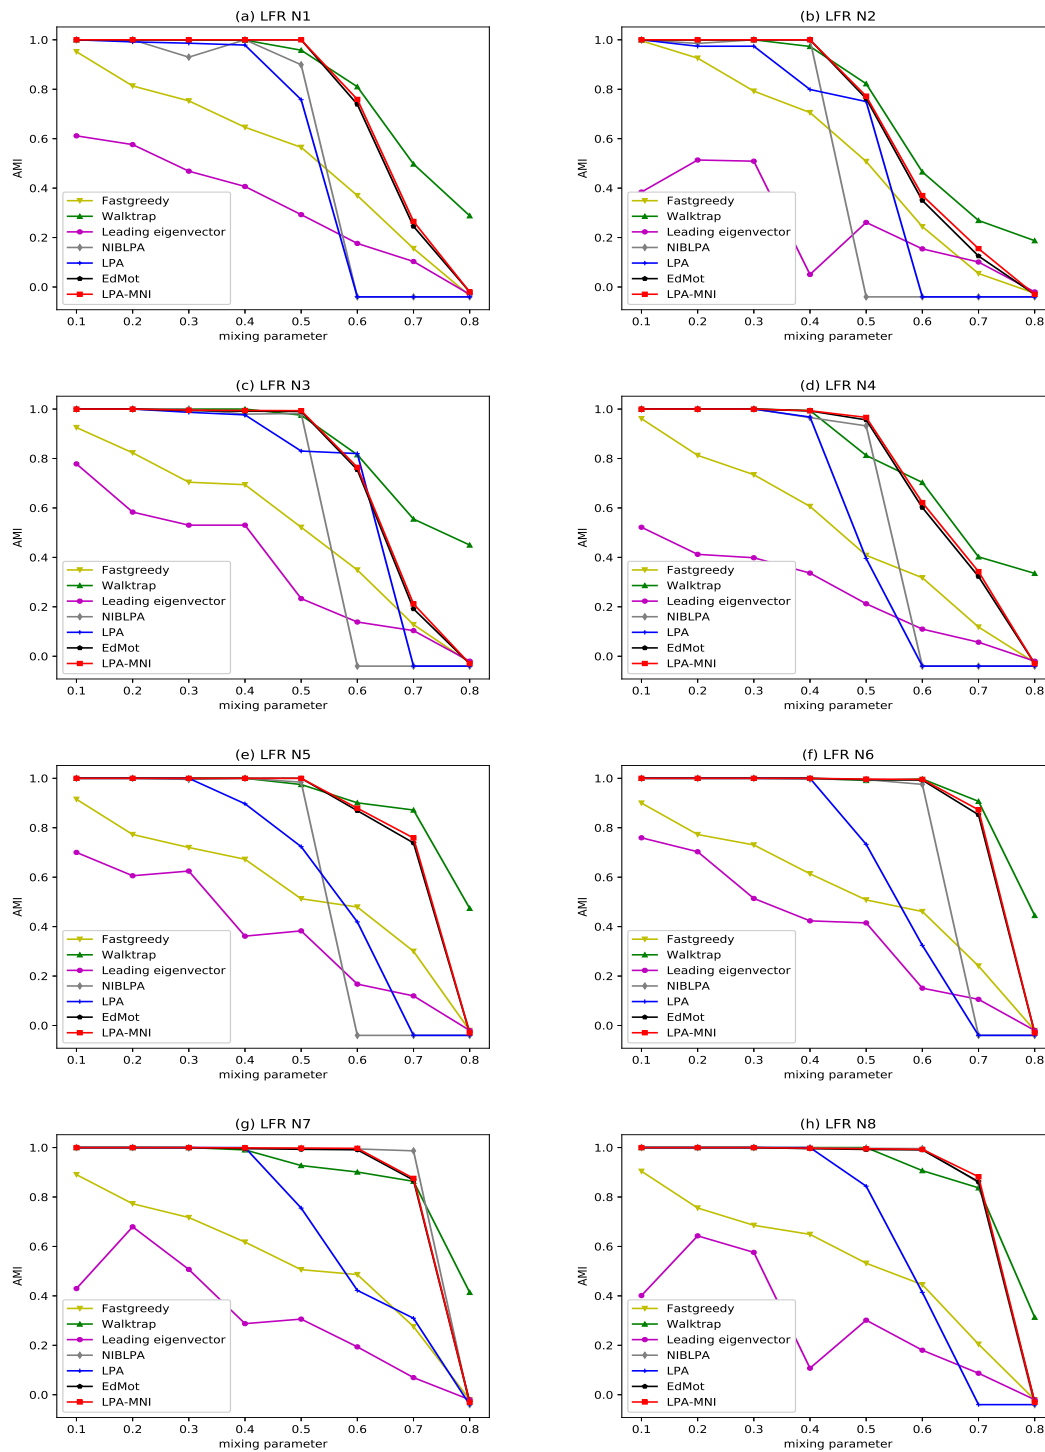 (a) LFR N1
AMI
1.0
0.8
0.6
0.4
0.2
0.0
Fastgreedy
Walktrap
Leading eigenvector
NIBLPA
LPA
EdMot
LPA-MNI
0.1 0.2 0.3 0.4 0.5 0.6 0.7 0.8
mixing parameter
(b) LFR N2
AMI
1.0
0.8
0.6
0.4
0.2
0.0
Fastgreedy
Walktrap
Leading eigenvector
NIBLPA
LPA
EdMot
LPA-MNI
0.1 0.2 0.3 0.4 0.5 0.6 0.7 0.8
mixing parameter
(c) LFR N3
AMI
1.0
0.8
0.6
0.4
0.2
0.0
Fastgreedy
Walktrap
Leading eigenvector
NIBLPA
LPA
EdMot
LPA-MNI
0.1 0.2 0.3 0.4 0.5 0.6 0.7 0.8
mixing parameter
(d) LFR N4
AMI
1.0
0.8
0.6
0.4
0.2
0.0
Fastgreedy
Walktrap
Leading eigenvector
NIBLPA
LPA
EdMot
LPA-MNI
0.1 0.2 0.3 0.4 0.5 0.6 0.7 0.8
mixing parameter
(e) LFR N5
AMI
1.0
0.8
0.6
0.4
0.2
0.0
Fastgreedy
Walktrap
Leading eigenvector
NIBLPA
LPA
EdMot
LPA-MNI
0.1 0.2 0.3 0.4 0.5 0.6 0.7 0.8
mixing parameter
(f) LFR N6
AMI
1.0
0.8
0.6
0.4
0.2
0.0
Fastgreedy
Walktrap
Leading eigenvector
NIBLPA
LPA
EdMot
LPA-MNI
0.1 0.2 0.3 0.4 0.5 0.6 0.7 0.8
mixing parameter
(g) LFR N7
AMI
1.0
0.8
0.6
0.4
0.2
0.0
Fastgreedy
Walktrap
Leading eigenvector
NIBLPA
LPA
EdMot
LPA-MNI
0.1 0.2 0.3 0.4 0.5 0.6 0.7 0.8
mixing parameter
(h) LFR N8
AMI
1.0
0.8
0.6
0.4
0.2
0.0
Fastgreedy
Walktrap
Leading eigenvector
NIBLPA
LPA
EdMot
LPA-MNI
0.1 0.2 0.3 0.4 0.5 0.6 0.7 0.8
mixing parameter